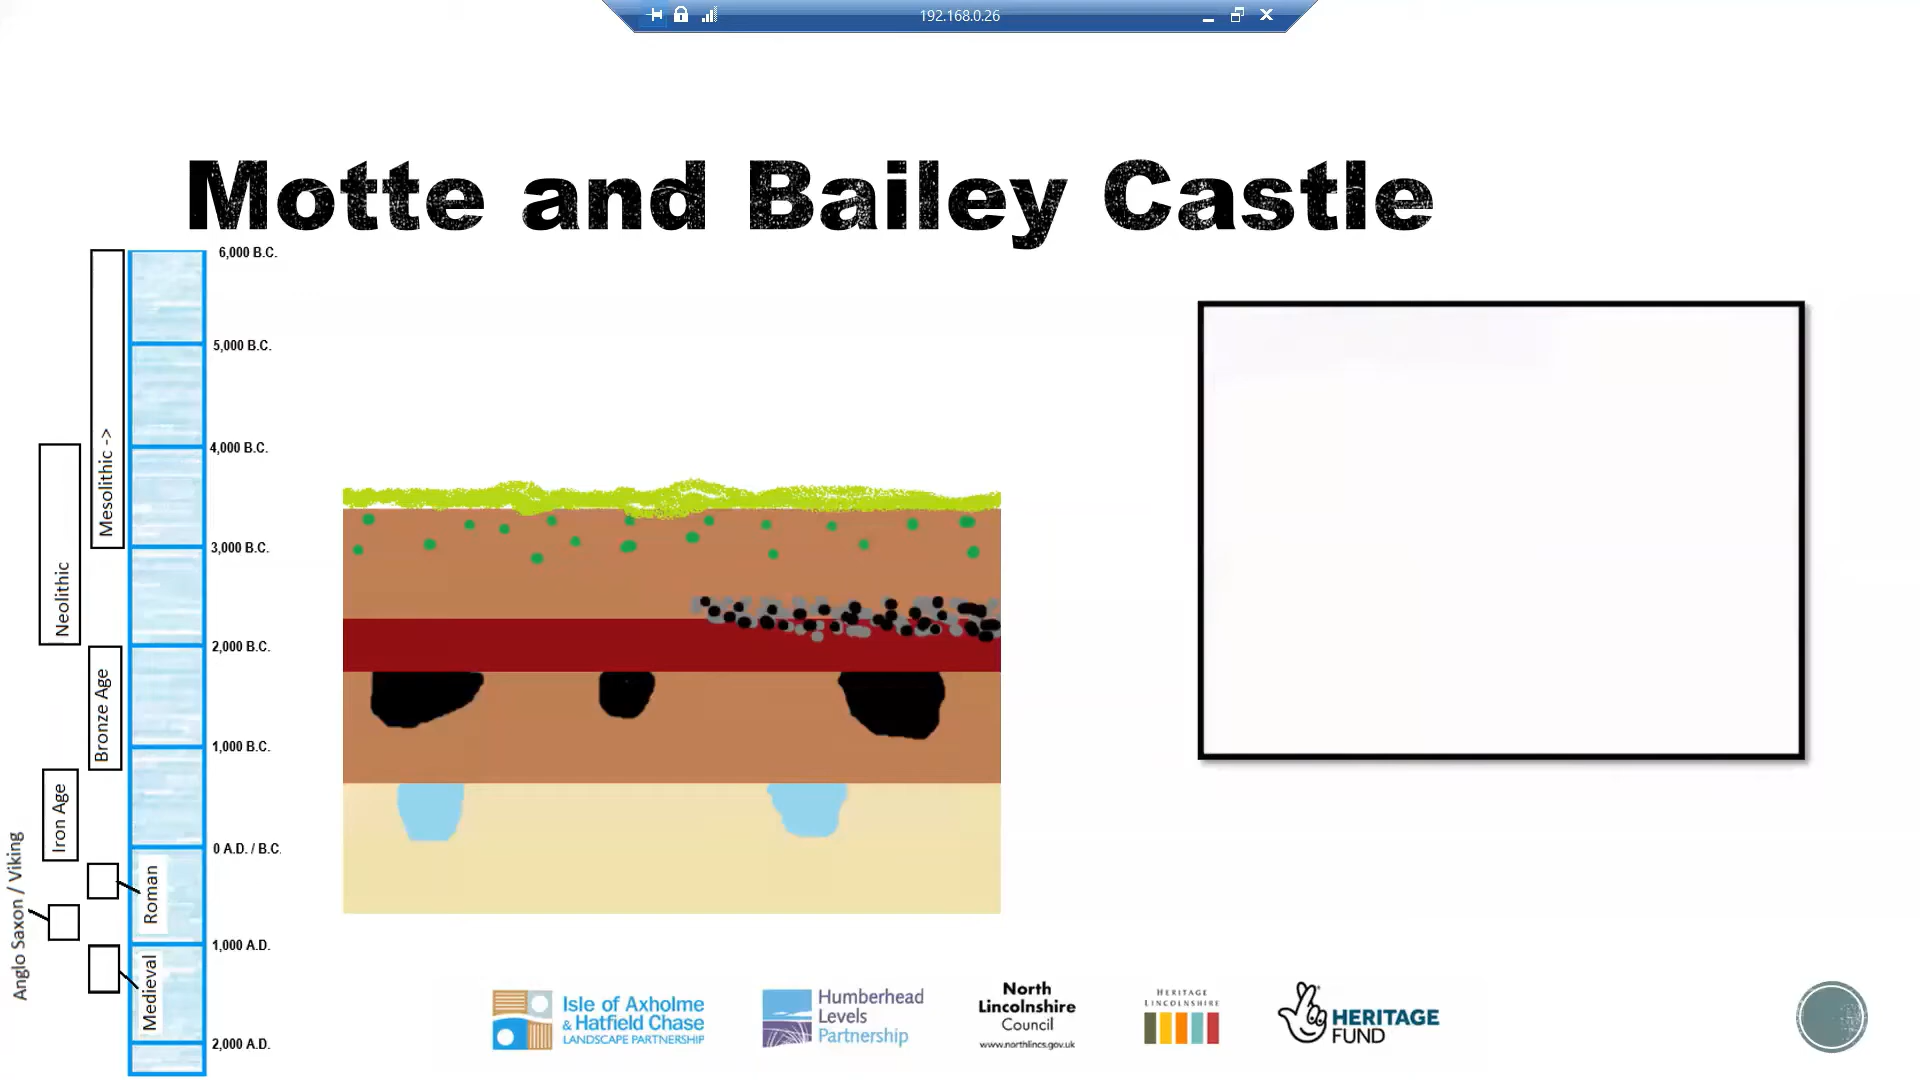 192.168.0.26
Motte and Bailey Castle
6,000 B.C.
5,000 B.C.
4,000 B.C.
3,000 B.C.
2,000 B.C.
1,000 B.C.
0 A.D. / B.C.
1,000 A.D.
2,000 A.D.
Mesolithic ->
Neolithic
Bronze Age
Iron Age
Roman
Anglo Saxon / Viking
Medieval
Isle of Axholme
& Hatfield Chase
LANDSCAPE PARTNERSHIP
Humberhead
Levels
Partnership
North
Lincolnshire
Council
www.northlincs.gov.uk
HERITAGE
LINCOLNSHIRE
HERITAGE
FUND